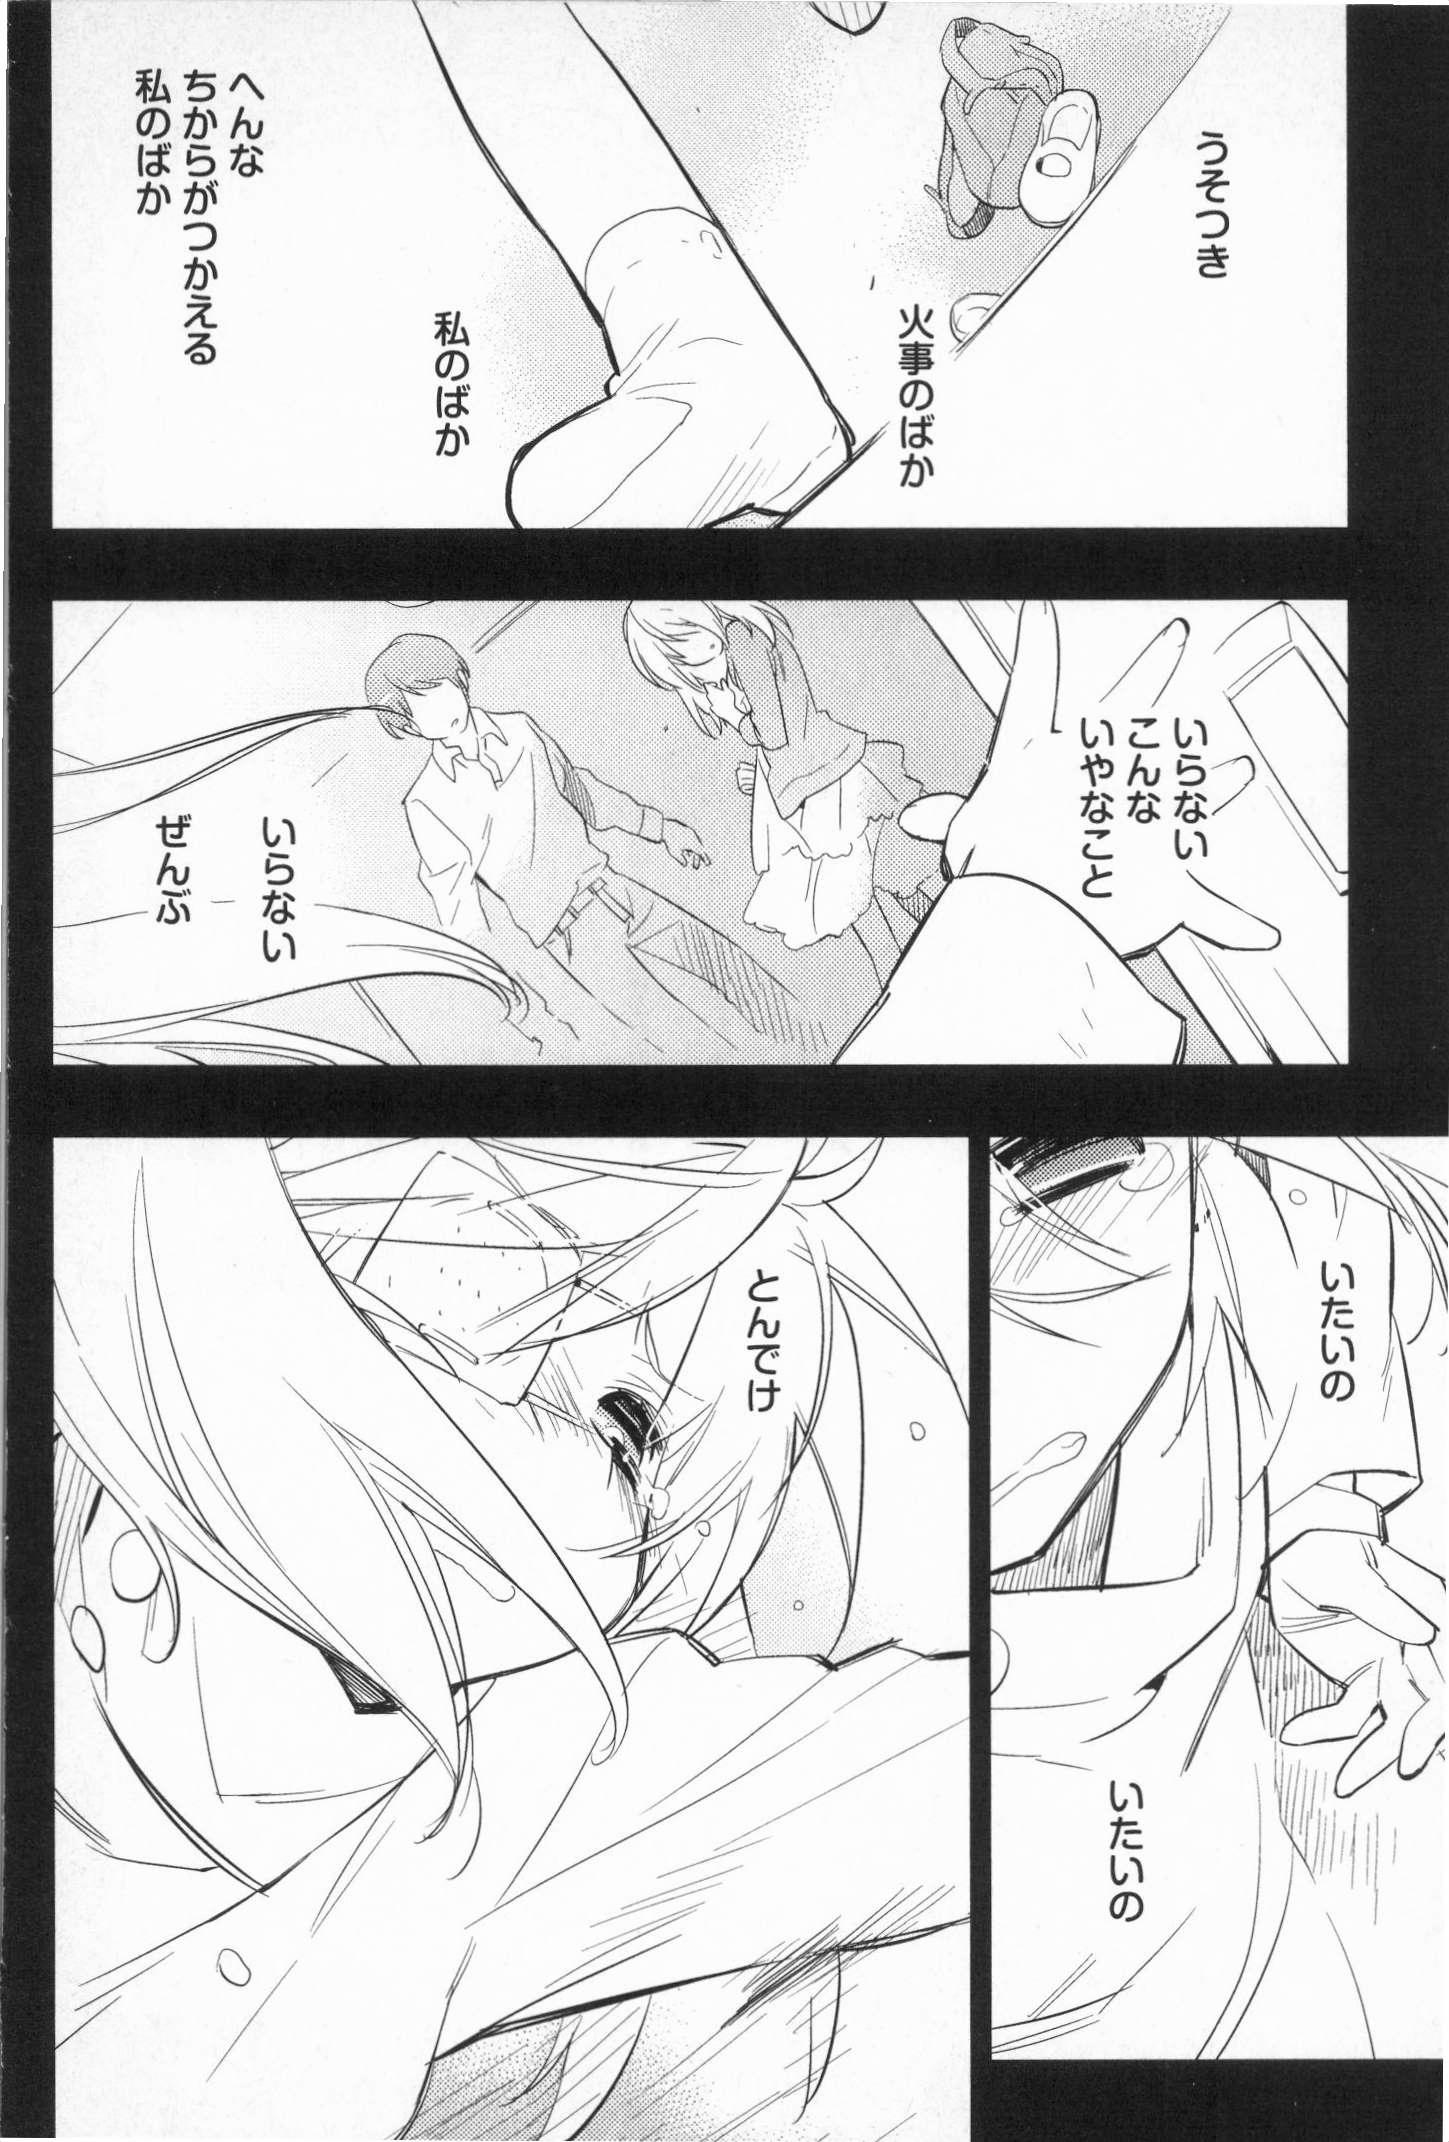 うそつき
火事のばか
私のばか
へんな
ちからがつかえる
私のばか
いらない
こんな
いやなこと
いらない
ぜんぶ
いたいの
いたいの
とんでけ